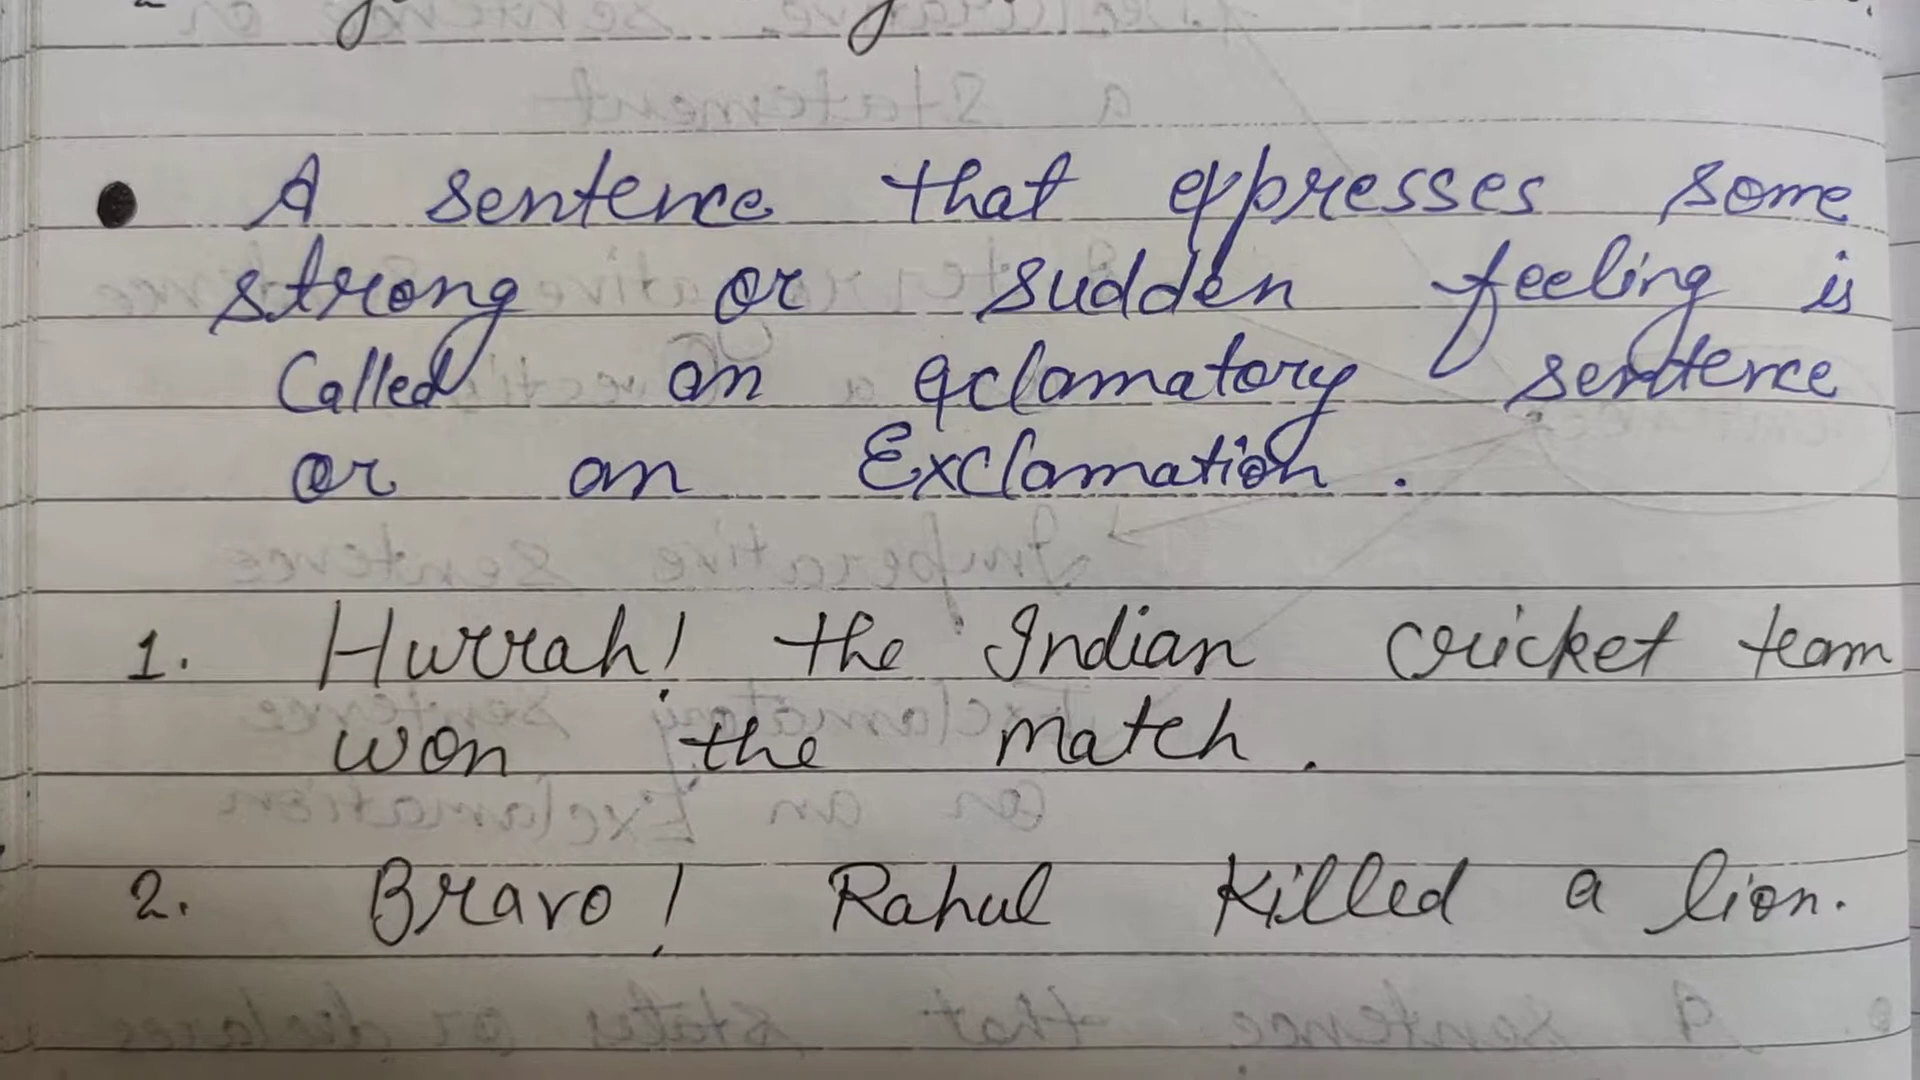 • A sentence that expresses some
strong or sudden feeling is
Called an exclamatory sentence
or an Exclamation.
1. Hurrah! the Indian cricket team
won the match.
2. Bravo! Rahul killed a lion.